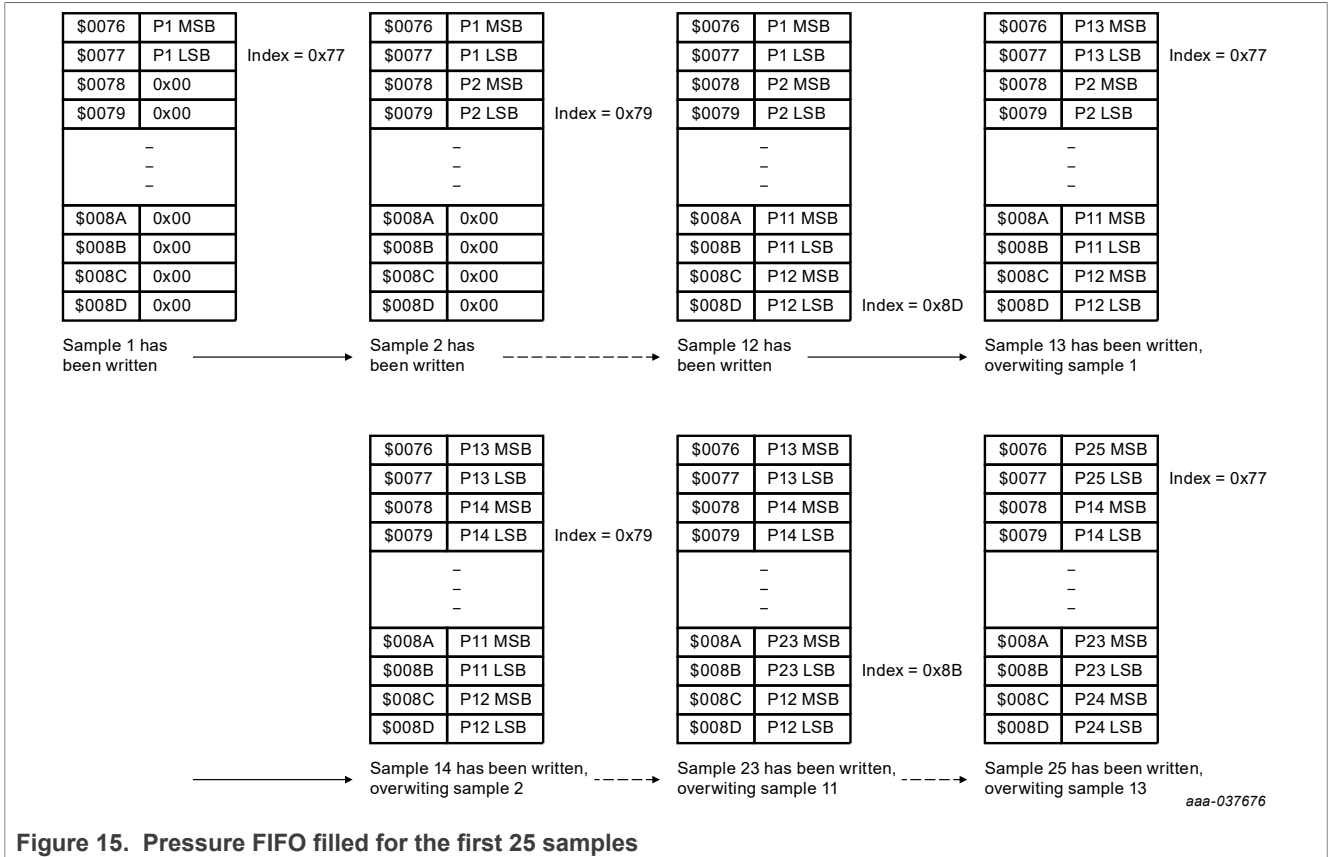 $0076 P1 MSB $0076 P1 MSB $0076 P1 MSB $0076 P13 MSB
$0077 P1 LSB Index = 0x77 $0077 P1 LSB $0077 P1 LSB $0077 P13 LSB Index = 0x77
$0078 0x00 $0078 P2 MSB $0078 P2 MSB $0078 P2 MSB
$0079 0x00 $0079 P2 LSB Index = 0x79 $0079 P2 LSB $0079 P2 LSB
– – – –
– – – –
– – – –
$008A 0x00 $008A 0x00 $008A P11 MSB $008A P11 MSB
$008B 0x00 $008B 0x00 $008B P11 LSB $008B P11 LSB
$008C 0x00 $008C 0x00 $008C P12 MSB $008C P12 MSB
$008D 0x00 $008D 0x00 $008D P12 LSB Index = 0x8D $008D P12 LSB
Sample 1 has Sample 2 has Sample 12 has Sample 13 has been written,
been written been written been written overwiting sample 1
$0076 P13 MSB $0076 P13 MSB $0076 P25 MSB
$0077 P13 LSB $0077 P13 LSB $0077 P25 LSB Index = 0x77
$0078 P14 MSB $0078 P14 MSB $0078 P14 MSB
$0079 P14 LSB Index = 0x79 $0079 P14 LSB $0079 P14 LSB
– – –
– – –
– – –
$008A P11 MSB $008A P23 MSB $008A P23 MSB
$008B P11 LSB $008B P23 LSB Index = 0x8B $008B P23 LSB
$008C P12 MSB $008C P12 MSB $008C P24 MSB
$008D P12 LSB $008D P12 LSB $008D P24 LSB
Sample 14 has been written, Sample 23 has been written, Sample 25 has been written,
overwiting sample 2 overwiting sample 11 overwiting sample 13
aaa-037676
Figure 15. Pressure FIFO filled for the first 25 samples